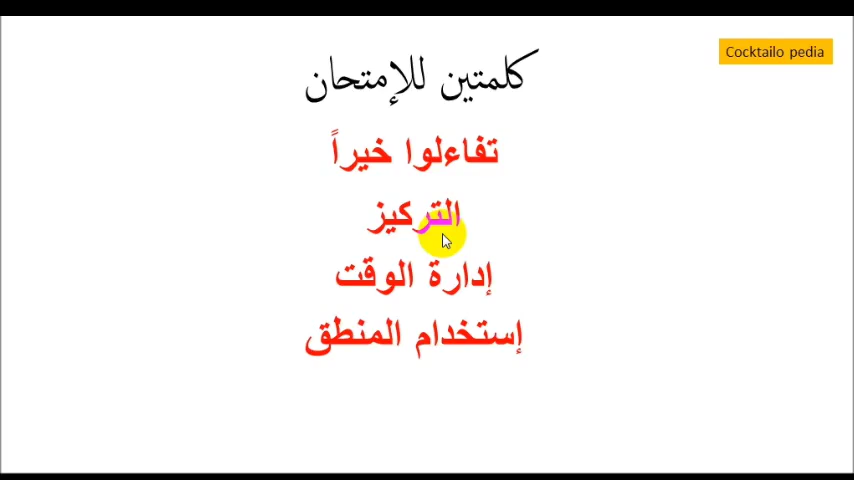 Cocktailo pedia
كلمتين للإمتحان
تفاءلوا خيراً
التركيز
إدارة الوقت
إستخدام المنطق